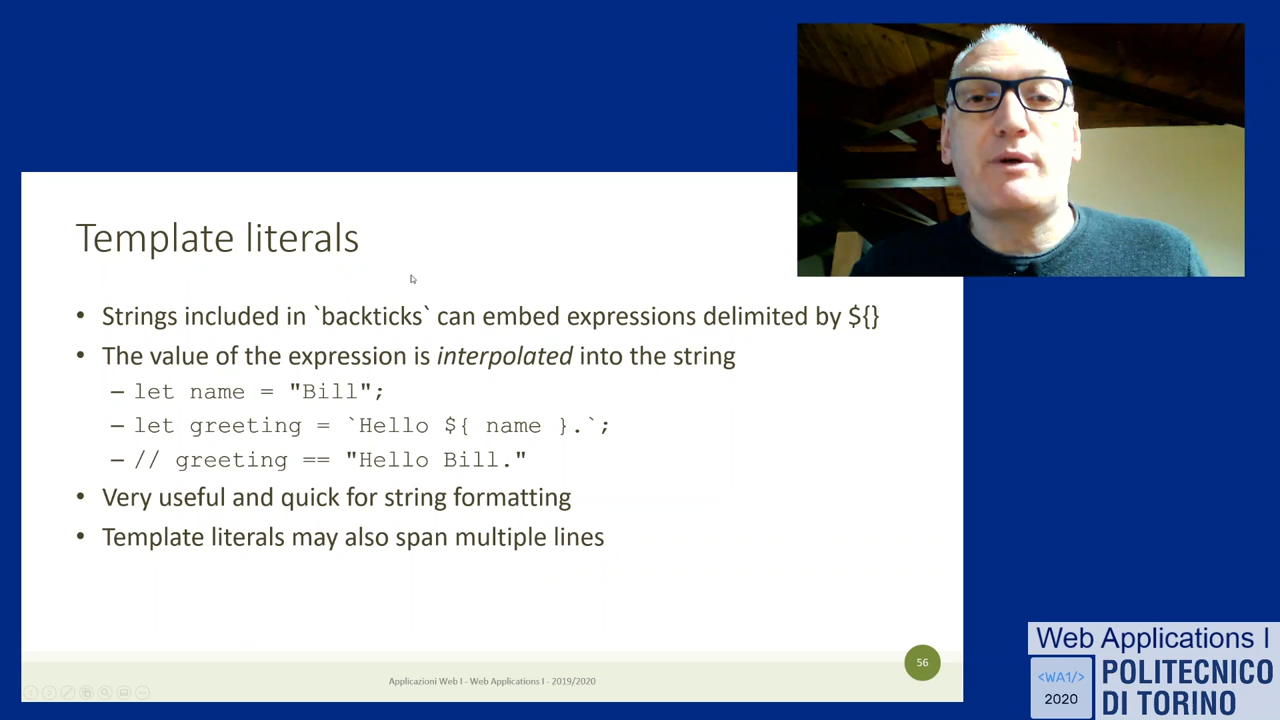 Template literals
• Strings included in `backticks` can embed expressions delimited by ${}
• The value of the expression is interpolated into the string
– let name = "Bill";
– let greeting = `Hello ${ name }.`;
– // greeting == "Hello Bill."
• Very useful and quick for string formatting
• Template literals may also span multiple lines
56
Applicazioni Web I - Web Applications I - 2019/2020
Web Applications I
<WA1/>
2020
POLITECNICO
DI TORINO